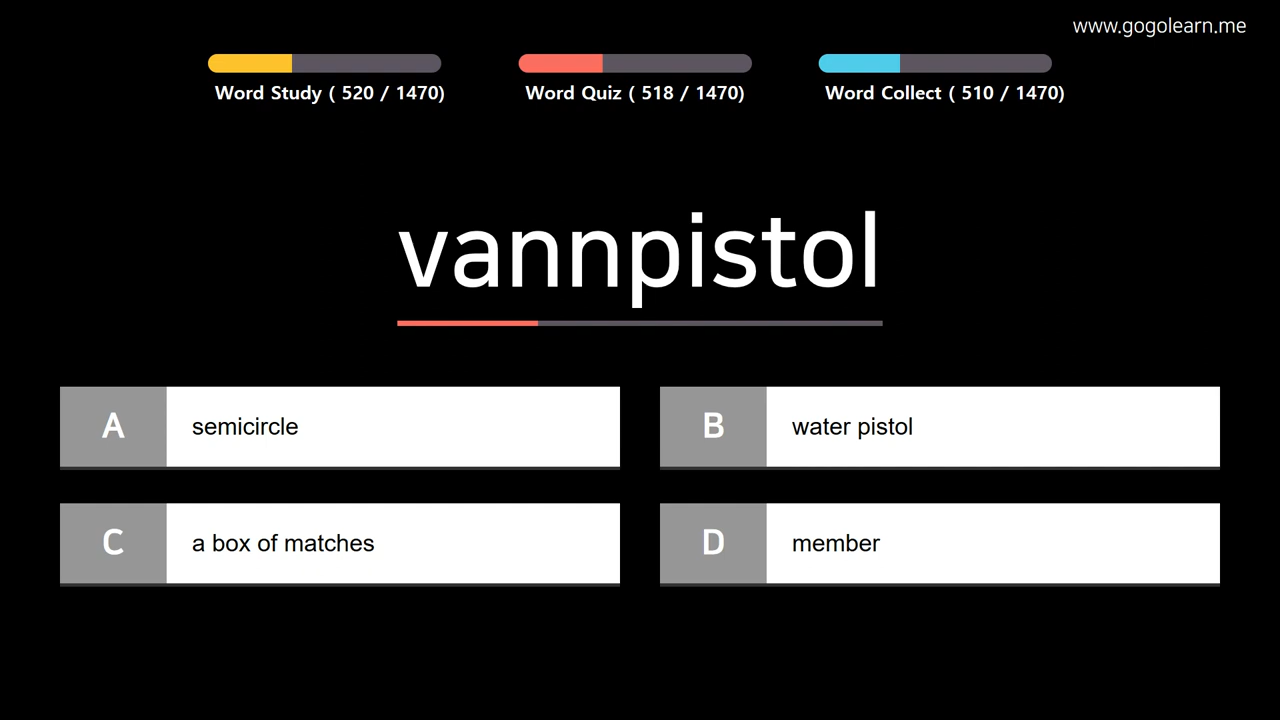 www.gogolearn.me
Word Study ( 520 / 1470)
Word Quiz ( 518 / 1470)
Word Collect ( 510 / 1470)
vannpistol
A semicircle
B water pistol
C a box of matches
D member